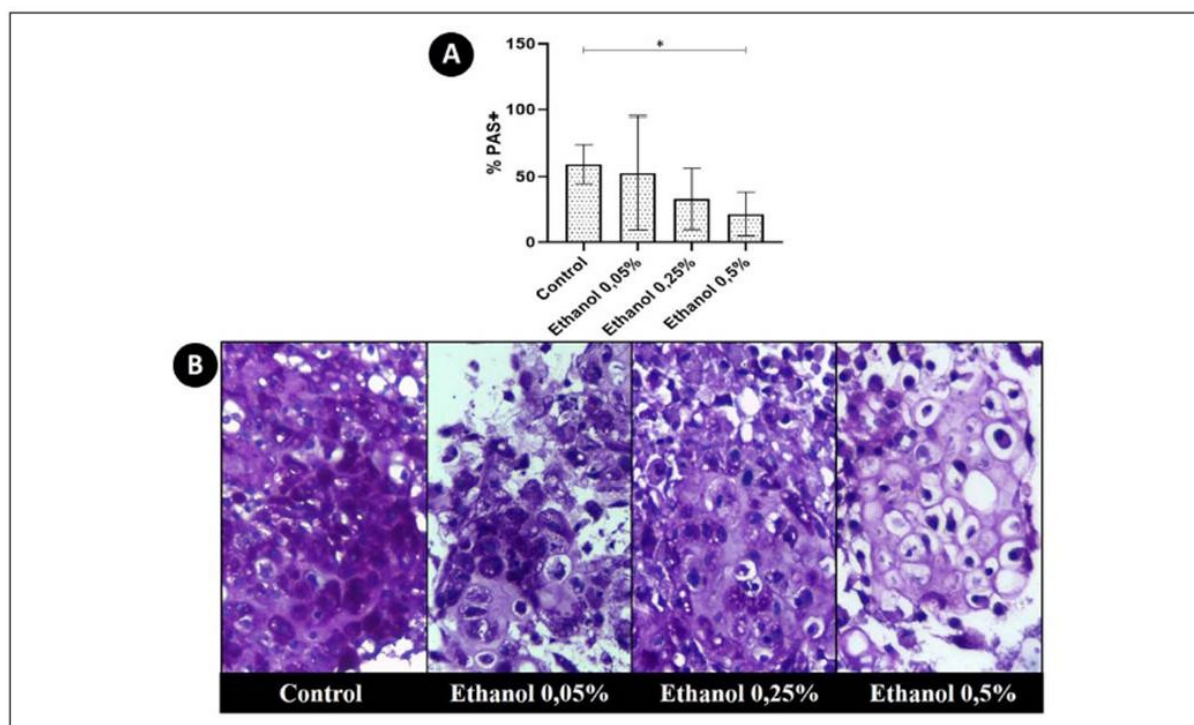 A
150
*
100
% PAS+
50
0
Control
Ethanol 0,05%
Ethanol 0,25%
Ethanol 0,5%
B
Control
Ethanol 0,05%
Ethanol 0,25%
Ethanol 0,5%